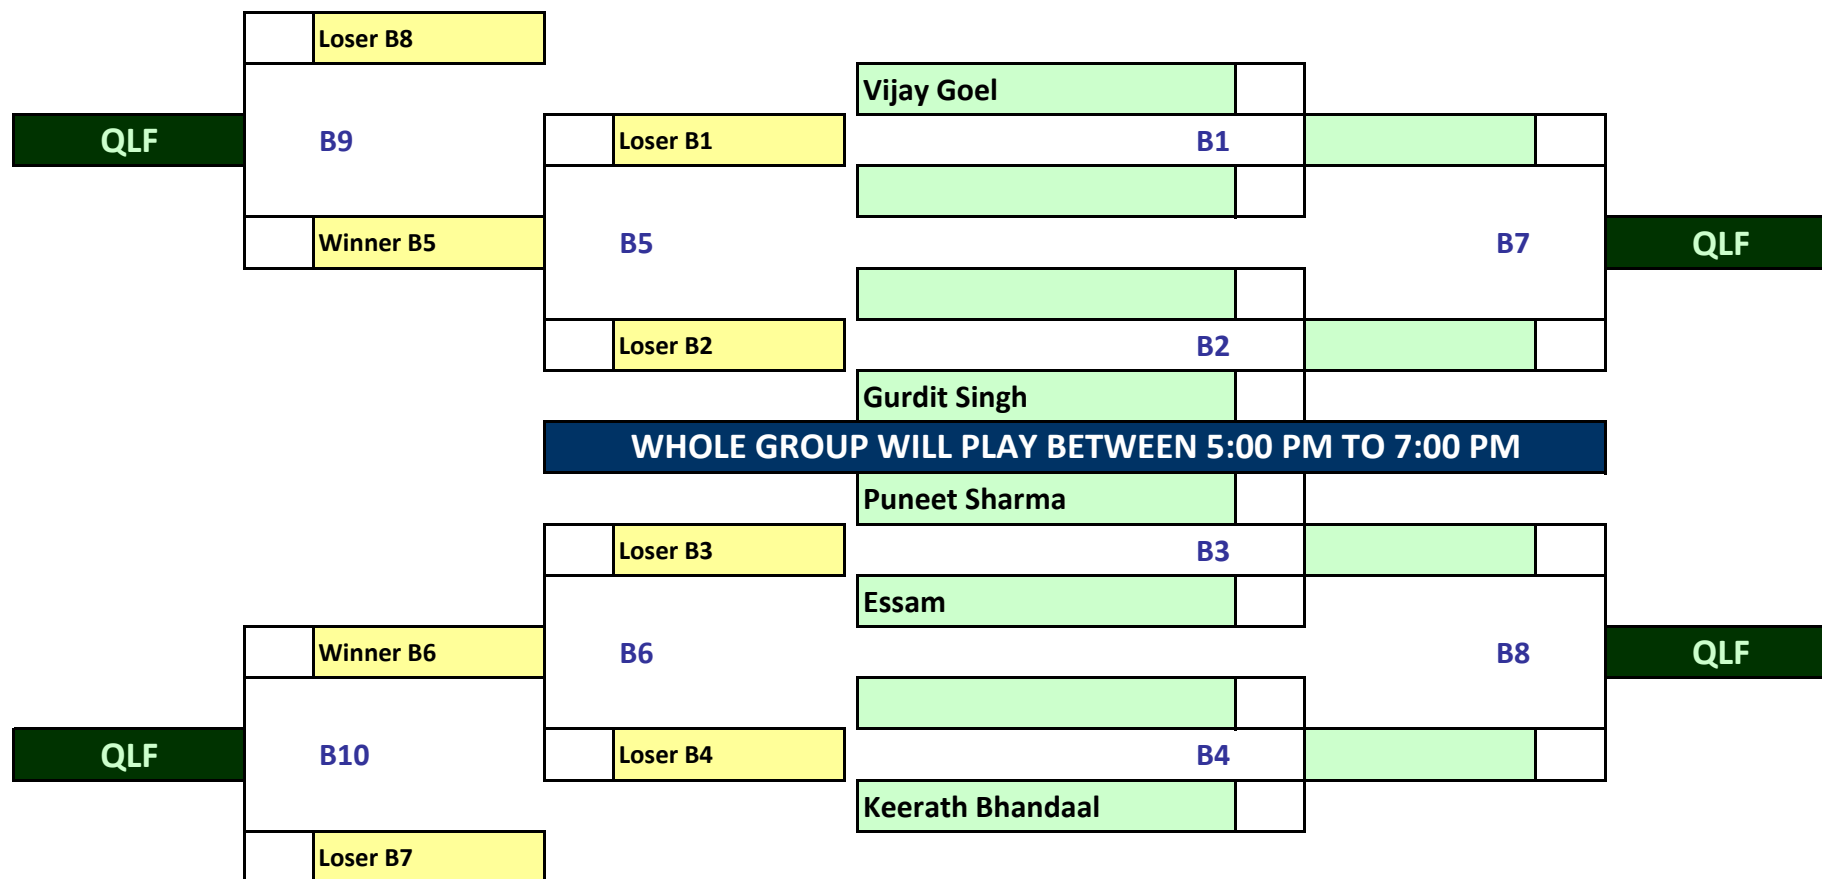 Loser B8
Vijay Goel
QLF B9 Loser B1 B1
Winner B5 B5 B7 QLF
Loser B2 B2
Gurdit Singh
WHOLE GROUP WILL PLAY BETWEEN 5:00 PM TO 7:00 PM
Puneet Sharma
Loser B3 B3
Essam
Winner B6 B6 B8 QLF
QLF B10 Loser B4 B4
Keerath Bhandaal
Loser B7